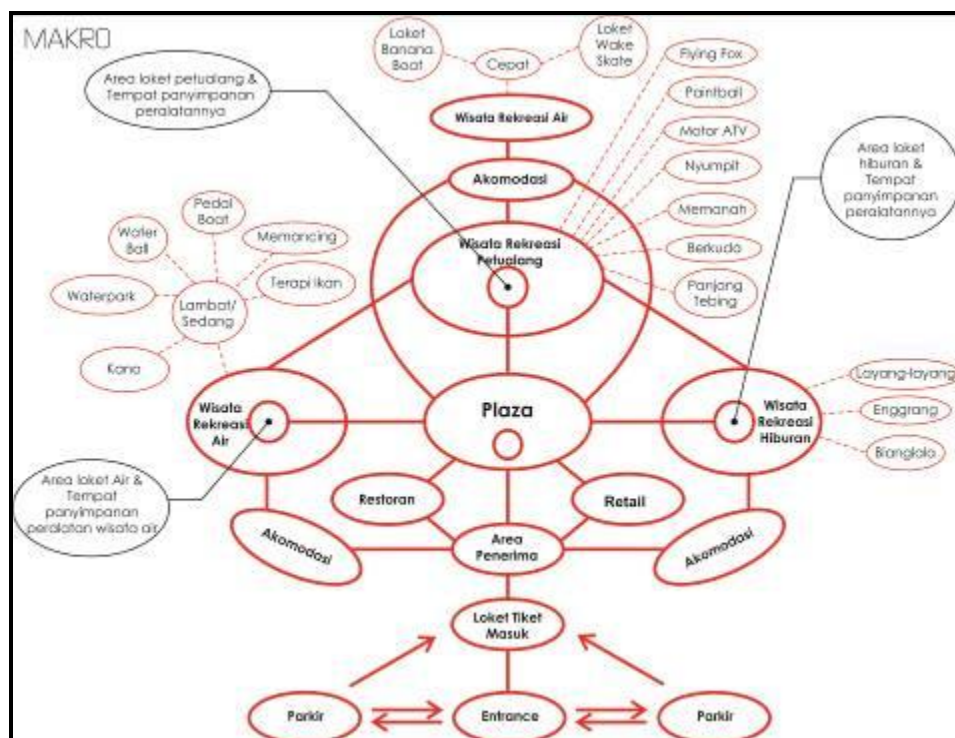 MAKRO
Loket
Banana
Boat
Cepat
Loket
Wake
Skate
Flying Fox
Area loket petualang &
Tempat panyimpanan
peralatannya
Paintball
Wisata Rekreasi Air
Motor ATV
Area loket
hiburan &
Tempat
panyimpanan
peralatannya
Akomodasi
Nyumpit
Pedal
Boat
Memancing
Memanah
Water
Ball
Wisata Rekreasi
Petualang
Berkuda
Waterpark
Lambat/
Sedang
Terapi Ikan
Panjang
Tebing
Kano
Layang-layang
Wisata
Rekreasi
Air
Plaza
Wisata
Rekreasi
Hiburan
Enggrang
Bianglala
Area loket Air &
Tempat
panyimpanan
peralatan wisata air
Restoran
Retail
Akomodasi
Area
Penerima
Akomodasi
Loket Tiket
Masuk
Parkir
Entrance
Parkir